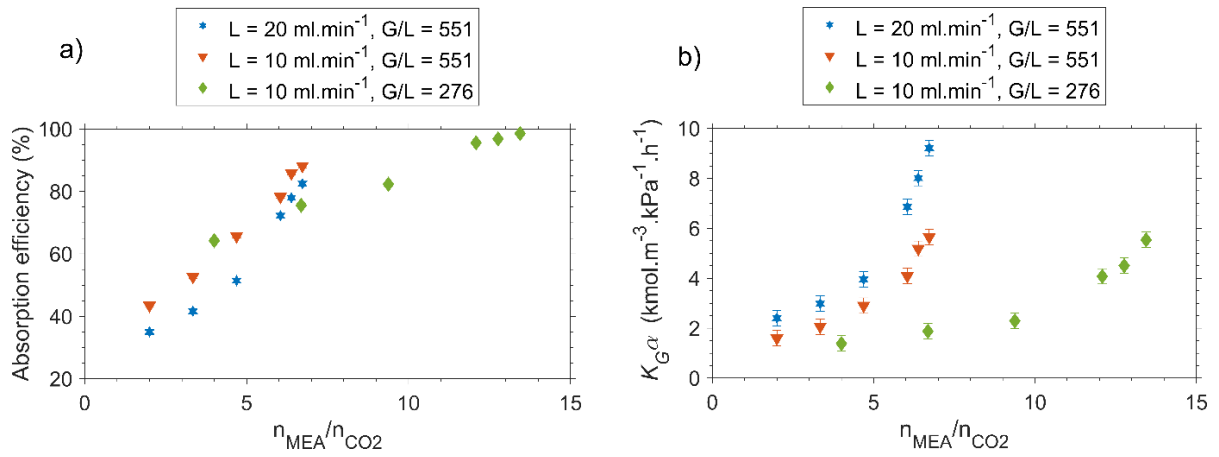 a)
L = 20 ml.min⁻¹, G/L = 551
L = 10 ml.min⁻¹, G/L = 551
L = 10 ml.min⁻¹, G/L = 276
Absorption efficiency (%)
100
80
60
40
20
0 5 10 15
n_MEA/n_CO2
b)
L = 20 ml.min⁻¹, G/L = 551
L = 10 ml.min⁻¹, G/L = 551
L = 10 ml.min⁻¹, G/L = 276
K_G α (kmol.m⁻³.kPa⁻¹.h⁻¹)
10
8
6
4
2
0
0 5 10 15
n_MEA/n_CO2